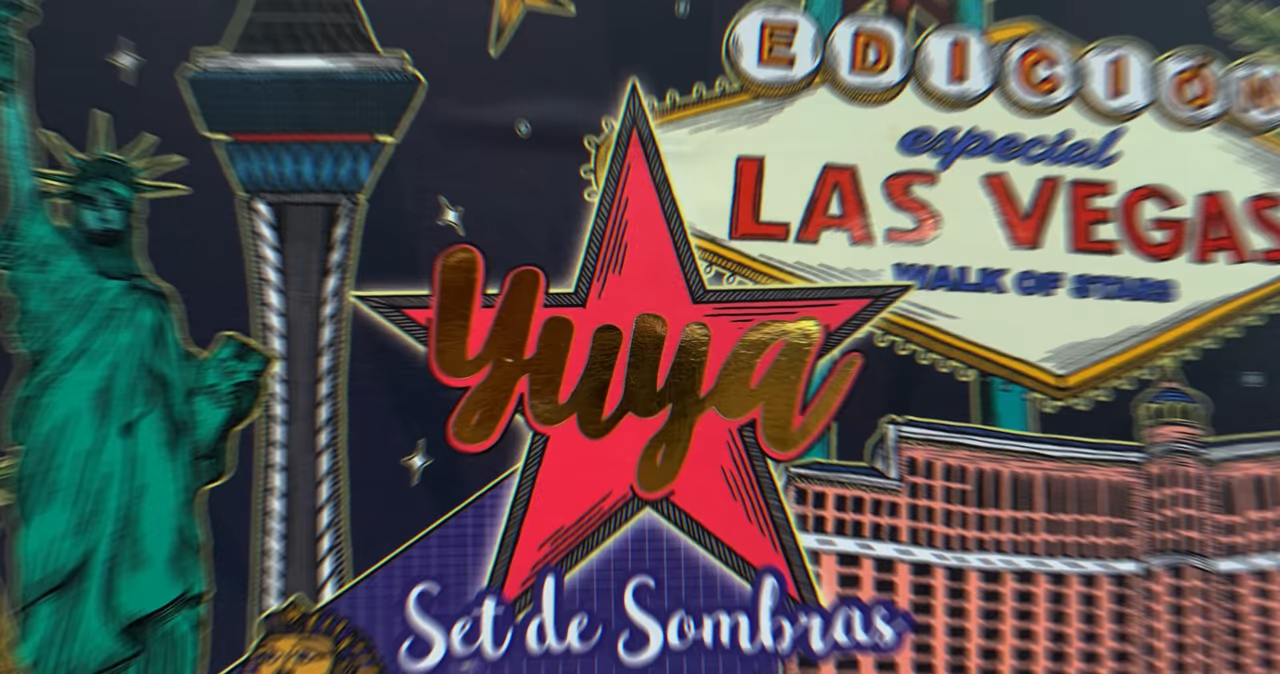 EDICIÓN
especial
LAS VEGAS
WALK OF STARS
Yuya
Set de Sombras